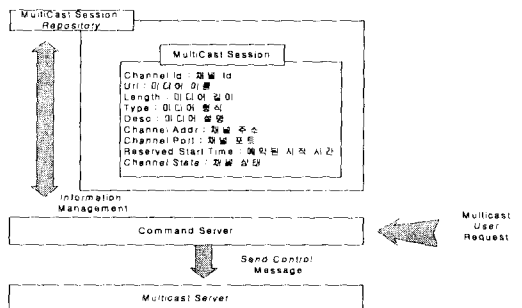 MultiCast Session
Repository
MultiCast Session
Channel Id : 채널 Id
Url : 미디어 이름
Length : 미디어 길이
Type : 미디어 형식
Desc : 미디어 설명
Channel Addr : 채널 주소
Channel Port : 채널 포트
Reserved Start Time : 예약된 시작 시간
Channel State : 채널 상태
Information
Management
Command Server
Multicast
User
Request
Send Control
Message
Multicast Server